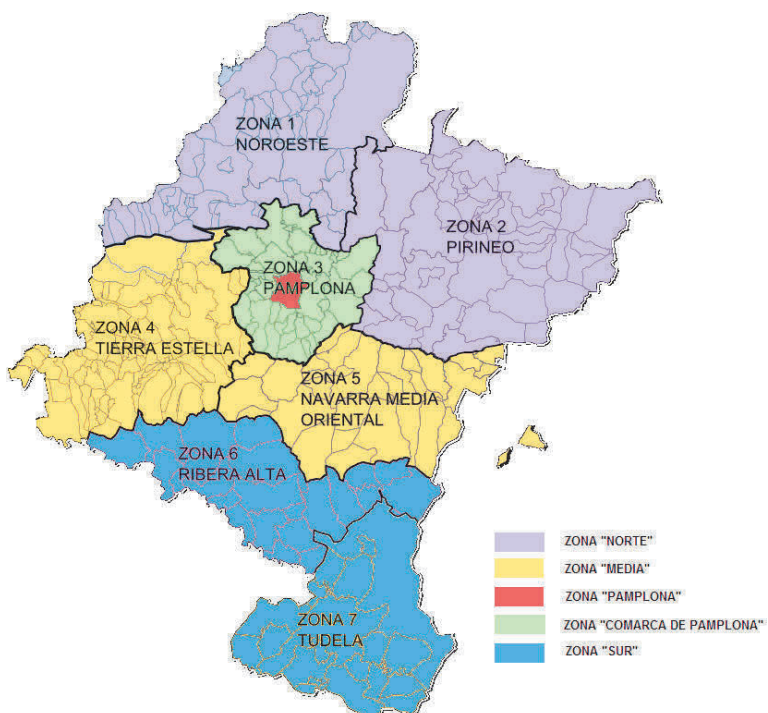 ZONA 1
NOROESTE
ZONA 2
PIRINEO
ZONA 3
PAMPLONA
ZONA 4
TIERRA ESTELLA
ZONA 5
NAVARRA MEDIA
ORIENTAL
ZONA 6
RIBERA ALTA
ZONA 7
TUDELA
ZONA "NORTE"
ZONA "MEDIA"
ZONA "PAMPLONA"
ZONA "COMARCA DE PAMPLONA"
ZONA "SUR"